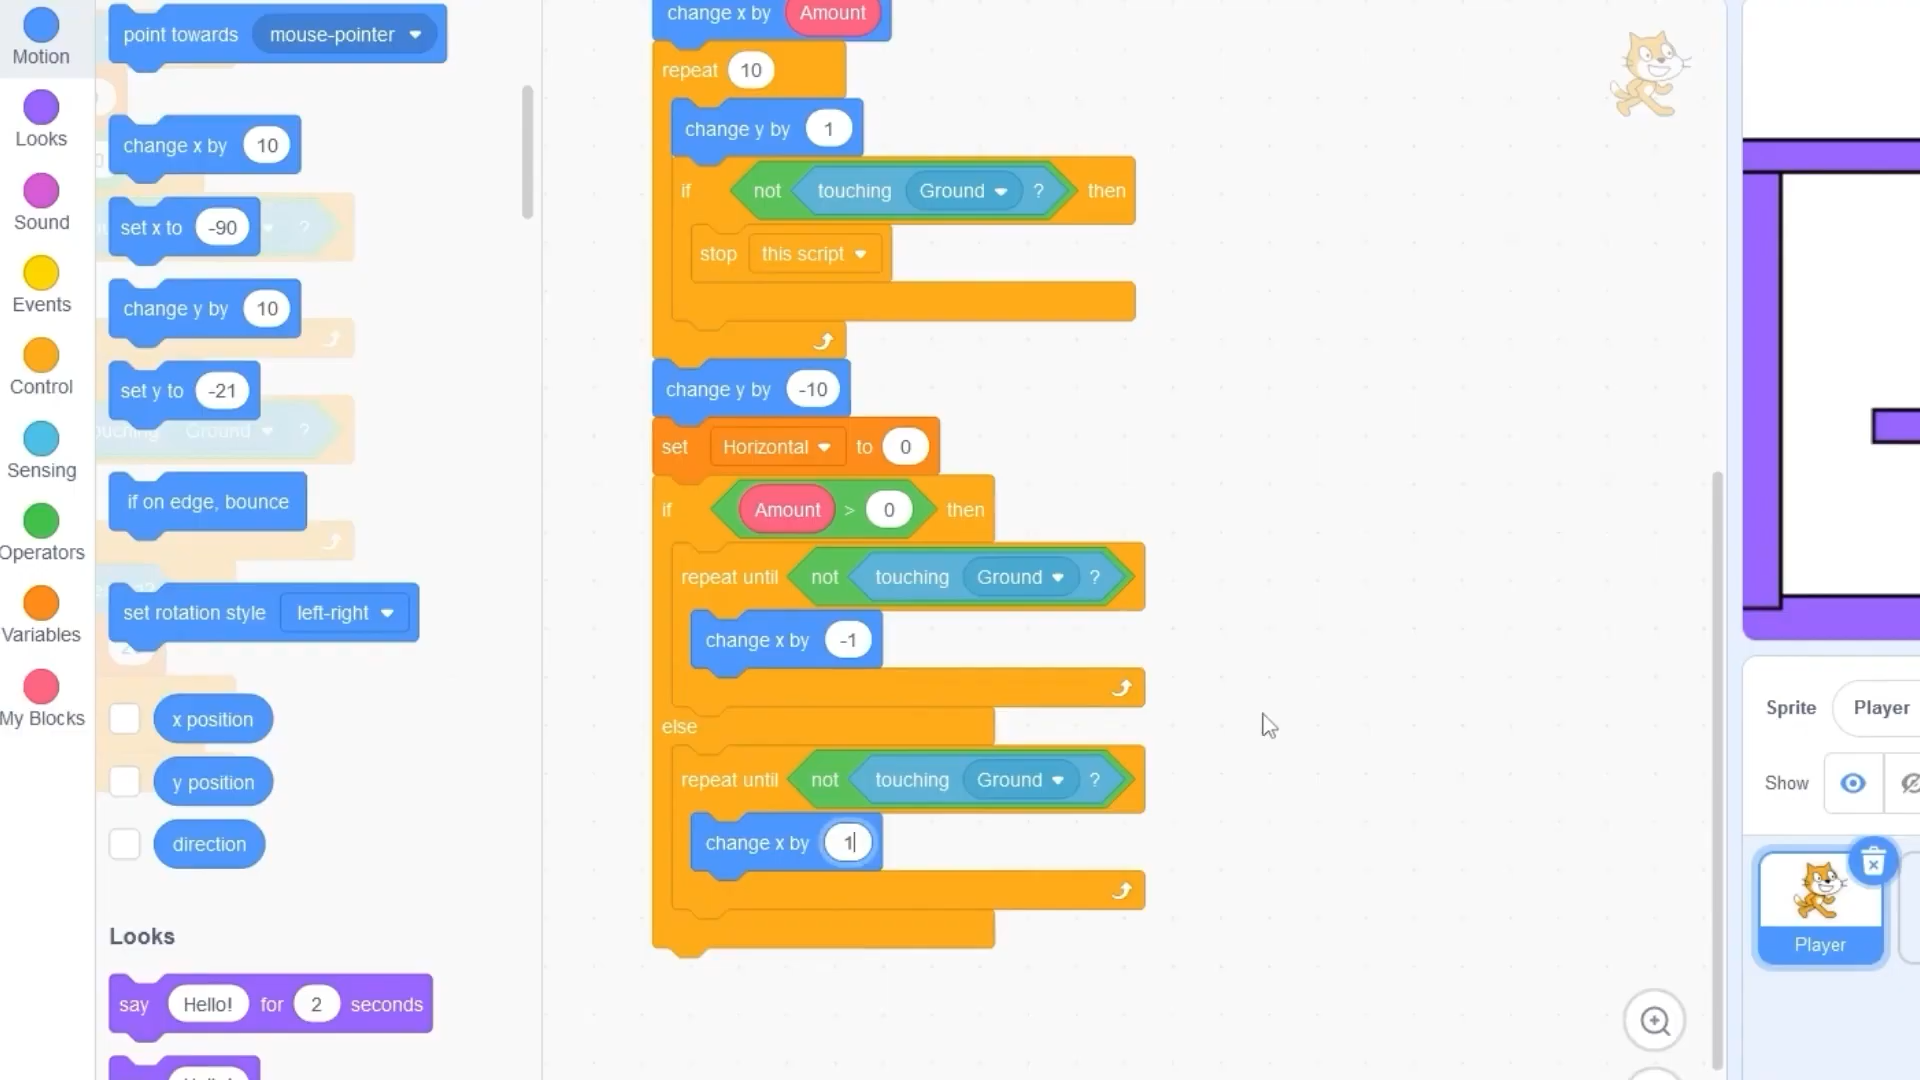 Motion
Looks
Sound
Events
Control
Sensing
Operators
Variables
My Blocks
point towards mouse-pointer
change x by 10
set x to -90
?
change y by 10
set y to -21
Ground ?
if on edge, bounce
set rotation style left-right
x position
y position
direction
Looks
say Hello! for 2 seconds
change x by Amount
repeat 10
change y by 1
if not touching Ground ? then
stop this script
change y by -10
set Horizontal to 0
if Amount > 0 then
repeat until not touching Ground ?
change x by -1
else
repeat until not touching Ground ?
change x by 1
Sprite Player
Show
Player